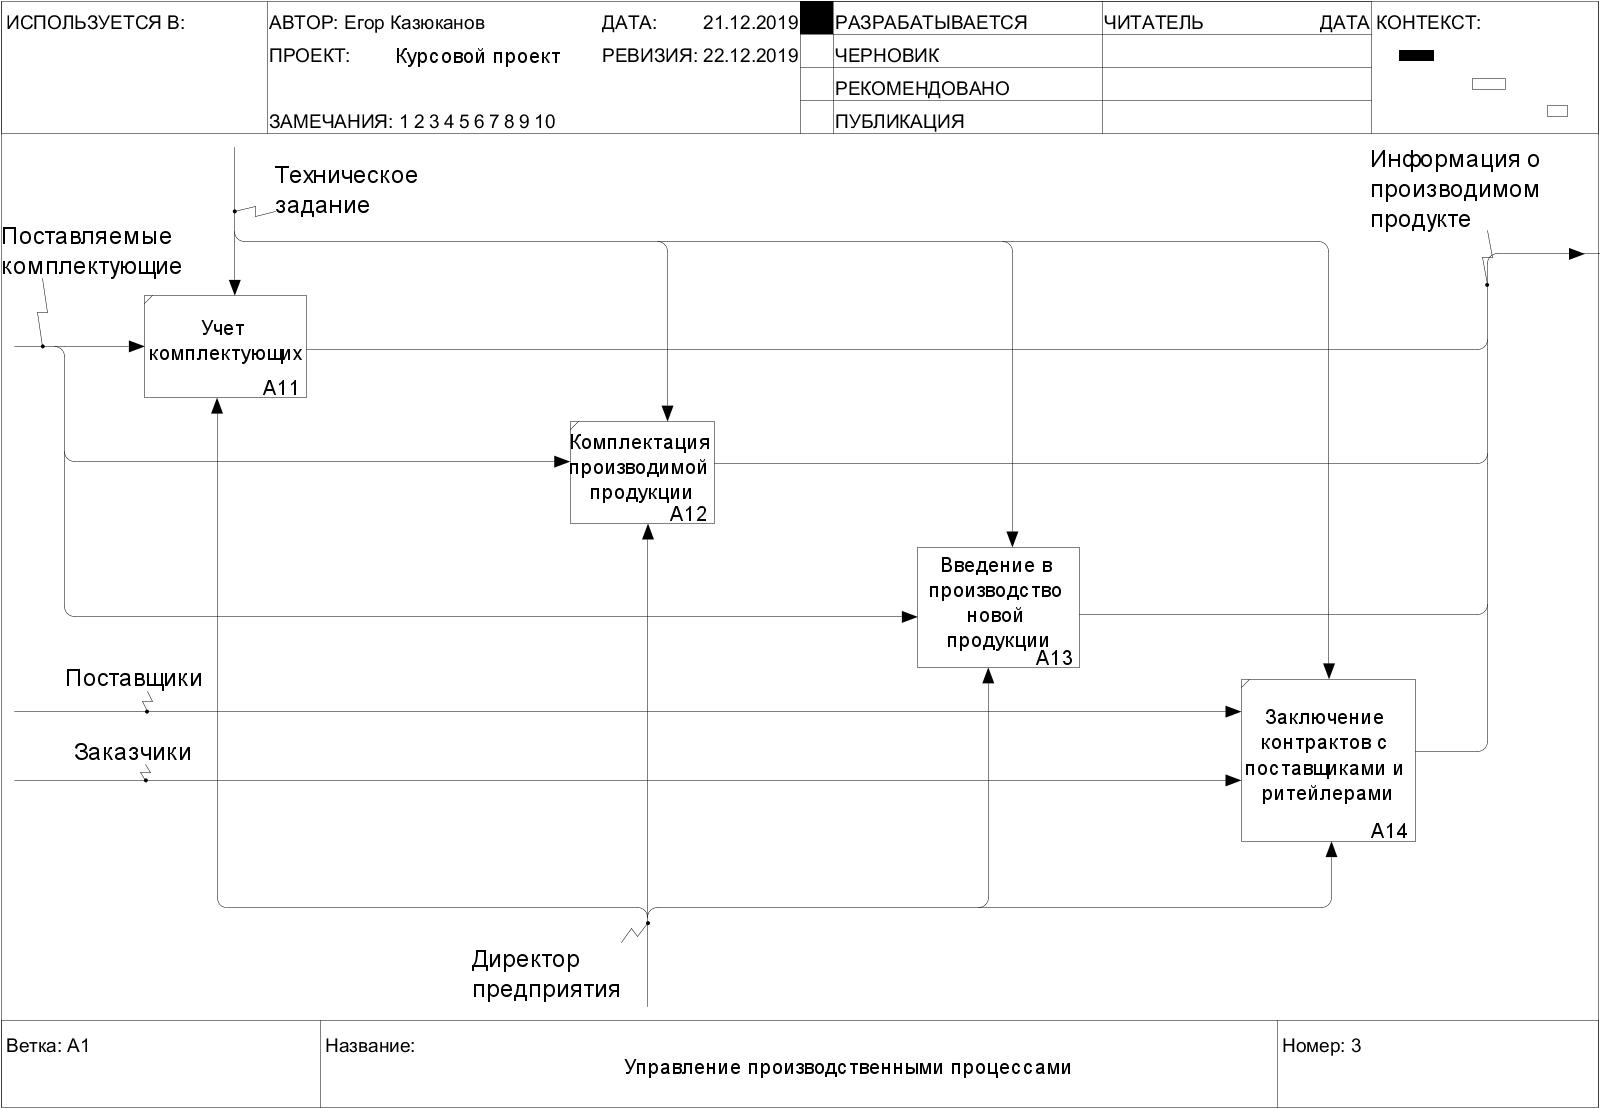 ИСПОЛЬЗУЕТСЯ В:
АВТОР: Егор Казюканов
ДАТА: 21.12.2019
РАЗРАБАТЫВАЕТСЯ
ЧИТАТЕЛЬ
ДАТА
КОНТЕКСТ:
ПРОЕКТ: Курсовой проект
РЕВИЗИЯ: 22.12.2019
ЧЕРНОВИК
РЕКОМЕНДОВАНО
ЗАМЕЧАНИЯ: 1 2 3 4 5 6 7 8 9 10
ПУБЛИКАЦИЯ
Техническое
задание
Информация о
производимом
продукте
Поставляемые
комплектующие
Учет
комплектующих
A11
Комплектация
производимой
продукции
A12
Введение в
производство
новой
продукции
A13
Поставщики
Заказчики
Заключение
контрактов с
поставщиками и
ритейлерами
A14
Директор
предприятия
Ветка: A1
Название:
Управление производственными процессами
Номер: 3